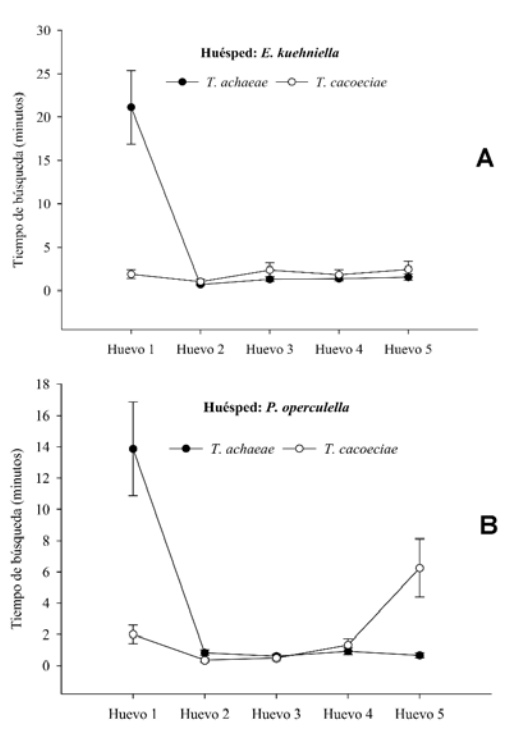 30
Huésped: E. kuehniella
25
T. achaeae T. cacoeciae
20
A
15
10
5
0
Tiempo de búsqueda (minutos)
Huevo 1 Huevo 2 Huevo 3 Huevo 4 Huevo 5
18
Huésped: P. operculella
16
14
T. achaeae T. cacoeciae
12
10
B
8
6
4
2
0
Tiempo de búsqueda (minutos)
Huevo 1 Huevo 2 Huevo 3 Huevo 4 Huevo 5